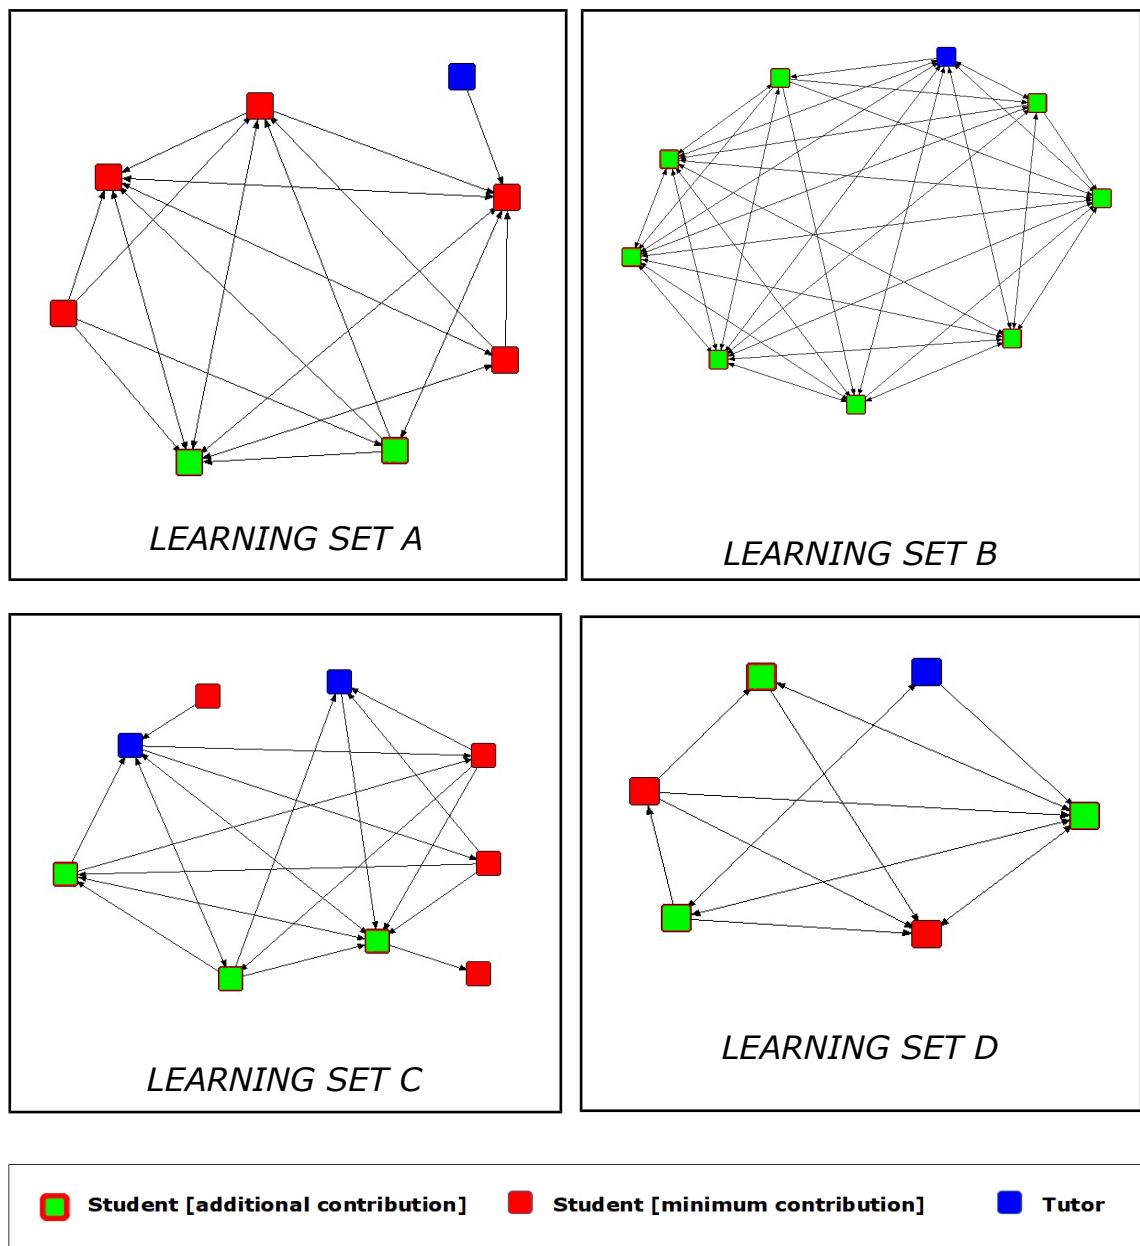 LEARNING SET A
LEARNING SET B
LEARNING SET C
LEARNING SET D
Student [additional contribution]
Student [minimum contribution]
Tutor